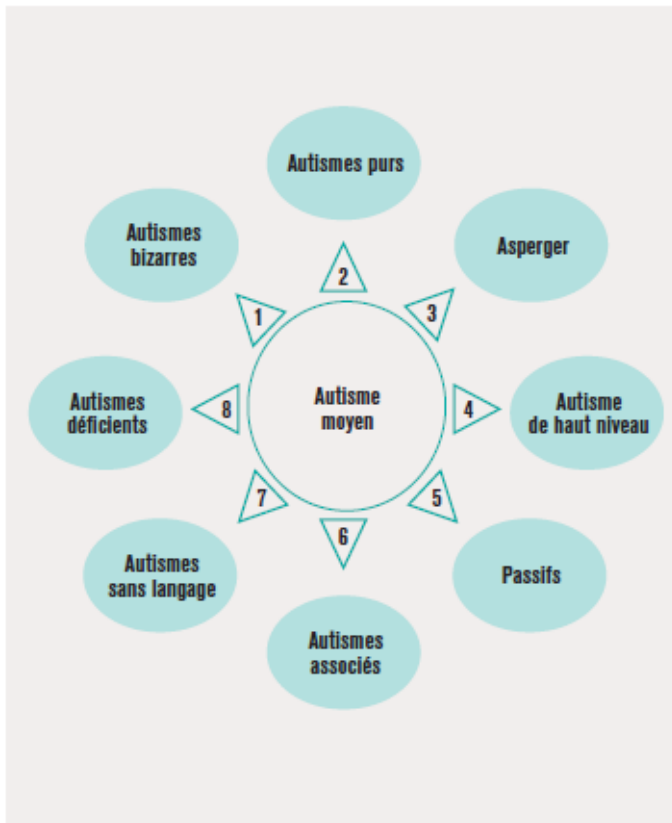 Autismes purs
Autismes
bizarres
Asperger
2
1
3
Autismes
déficients
8
Autisme
moyen
4
Autisme
de haut niveau
7
5
6
Autismes
sans langage
Passifs
Autismes
associés